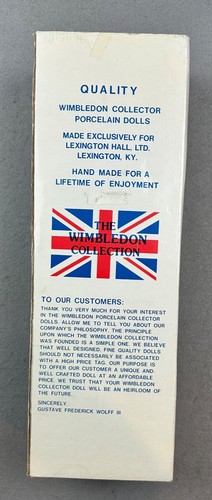 QUALITY
WIMBLEDON COLLECTOR
PORCELAIN DOLLS
MADE EXCLUSIVELY FOR
LEXINGTON HALL, LTD.
LEXINGTON, KY.
HAND MADE FOR A
LIFETIME OF ENJOYMENT
THE
WIMBLEDON
COLLECTION
TO OUR CUSTOMERS:
THANK YOU VERY MUCH FOR YOUR INTEREST
IN THE WIMBLEDON PORCELAIN COLLECTOR
DOLLS. ALLOW ME TO TELL YOU ABOUT OUR
COMPANY'S PHILOSOPHY. THE PRINCIPLE
UPON WHICH THE WIMBLEDON COLLECTION
WAS FOUNDED IS A SIMPLE ONE. WE BELIEVE
THAT WELL DESIGNED, FINE QUALITY DOLLS
SHOULD NOT NECESSARILY BE ASSOCIATED
WITH A HIGH PRICE TAG. OUR PURPOSE IS
TO OFFER OUR CUSTOMER A UNIQUE AND
WELL CRAFTED DOLL AT AN AFFORDABLE
PRICE. WE TRUST THAT YOUR WIMBLEDON
COLLECTOR DOLL WILL BE AN HEIRLOOM OF
THE FUTURE.
SINCERELY,
GUSTAVE FREDERICK WOLFF III